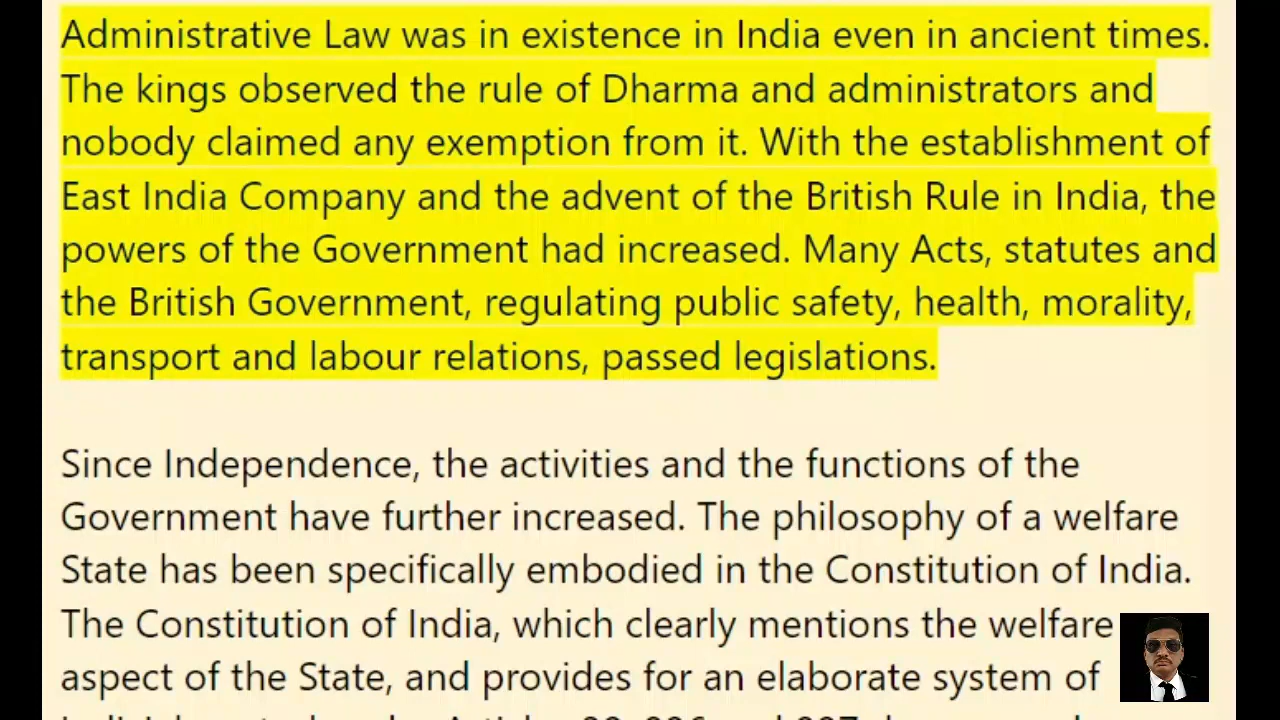 Administrative Law was in existence in India even in ancient times.
The kings observed the rule of Dharma and administrators and
nobody claimed any exemption from it. With the establishment of
East India Company and the advent of the British Rule in India, the
powers of the Government had increased. Many Acts, statutes and
the British Government, regulating public safety, health, morality,
transport and labour relations, passed legislations.
Since Independence, the activities and the functions of the
Government have further increased. The philosophy of a welfare
State has been specifically embodied in the Constitution of India.
The Constitution of India, which clearly mentions the welfare
aspect of the State, and provides for an elaborate system of